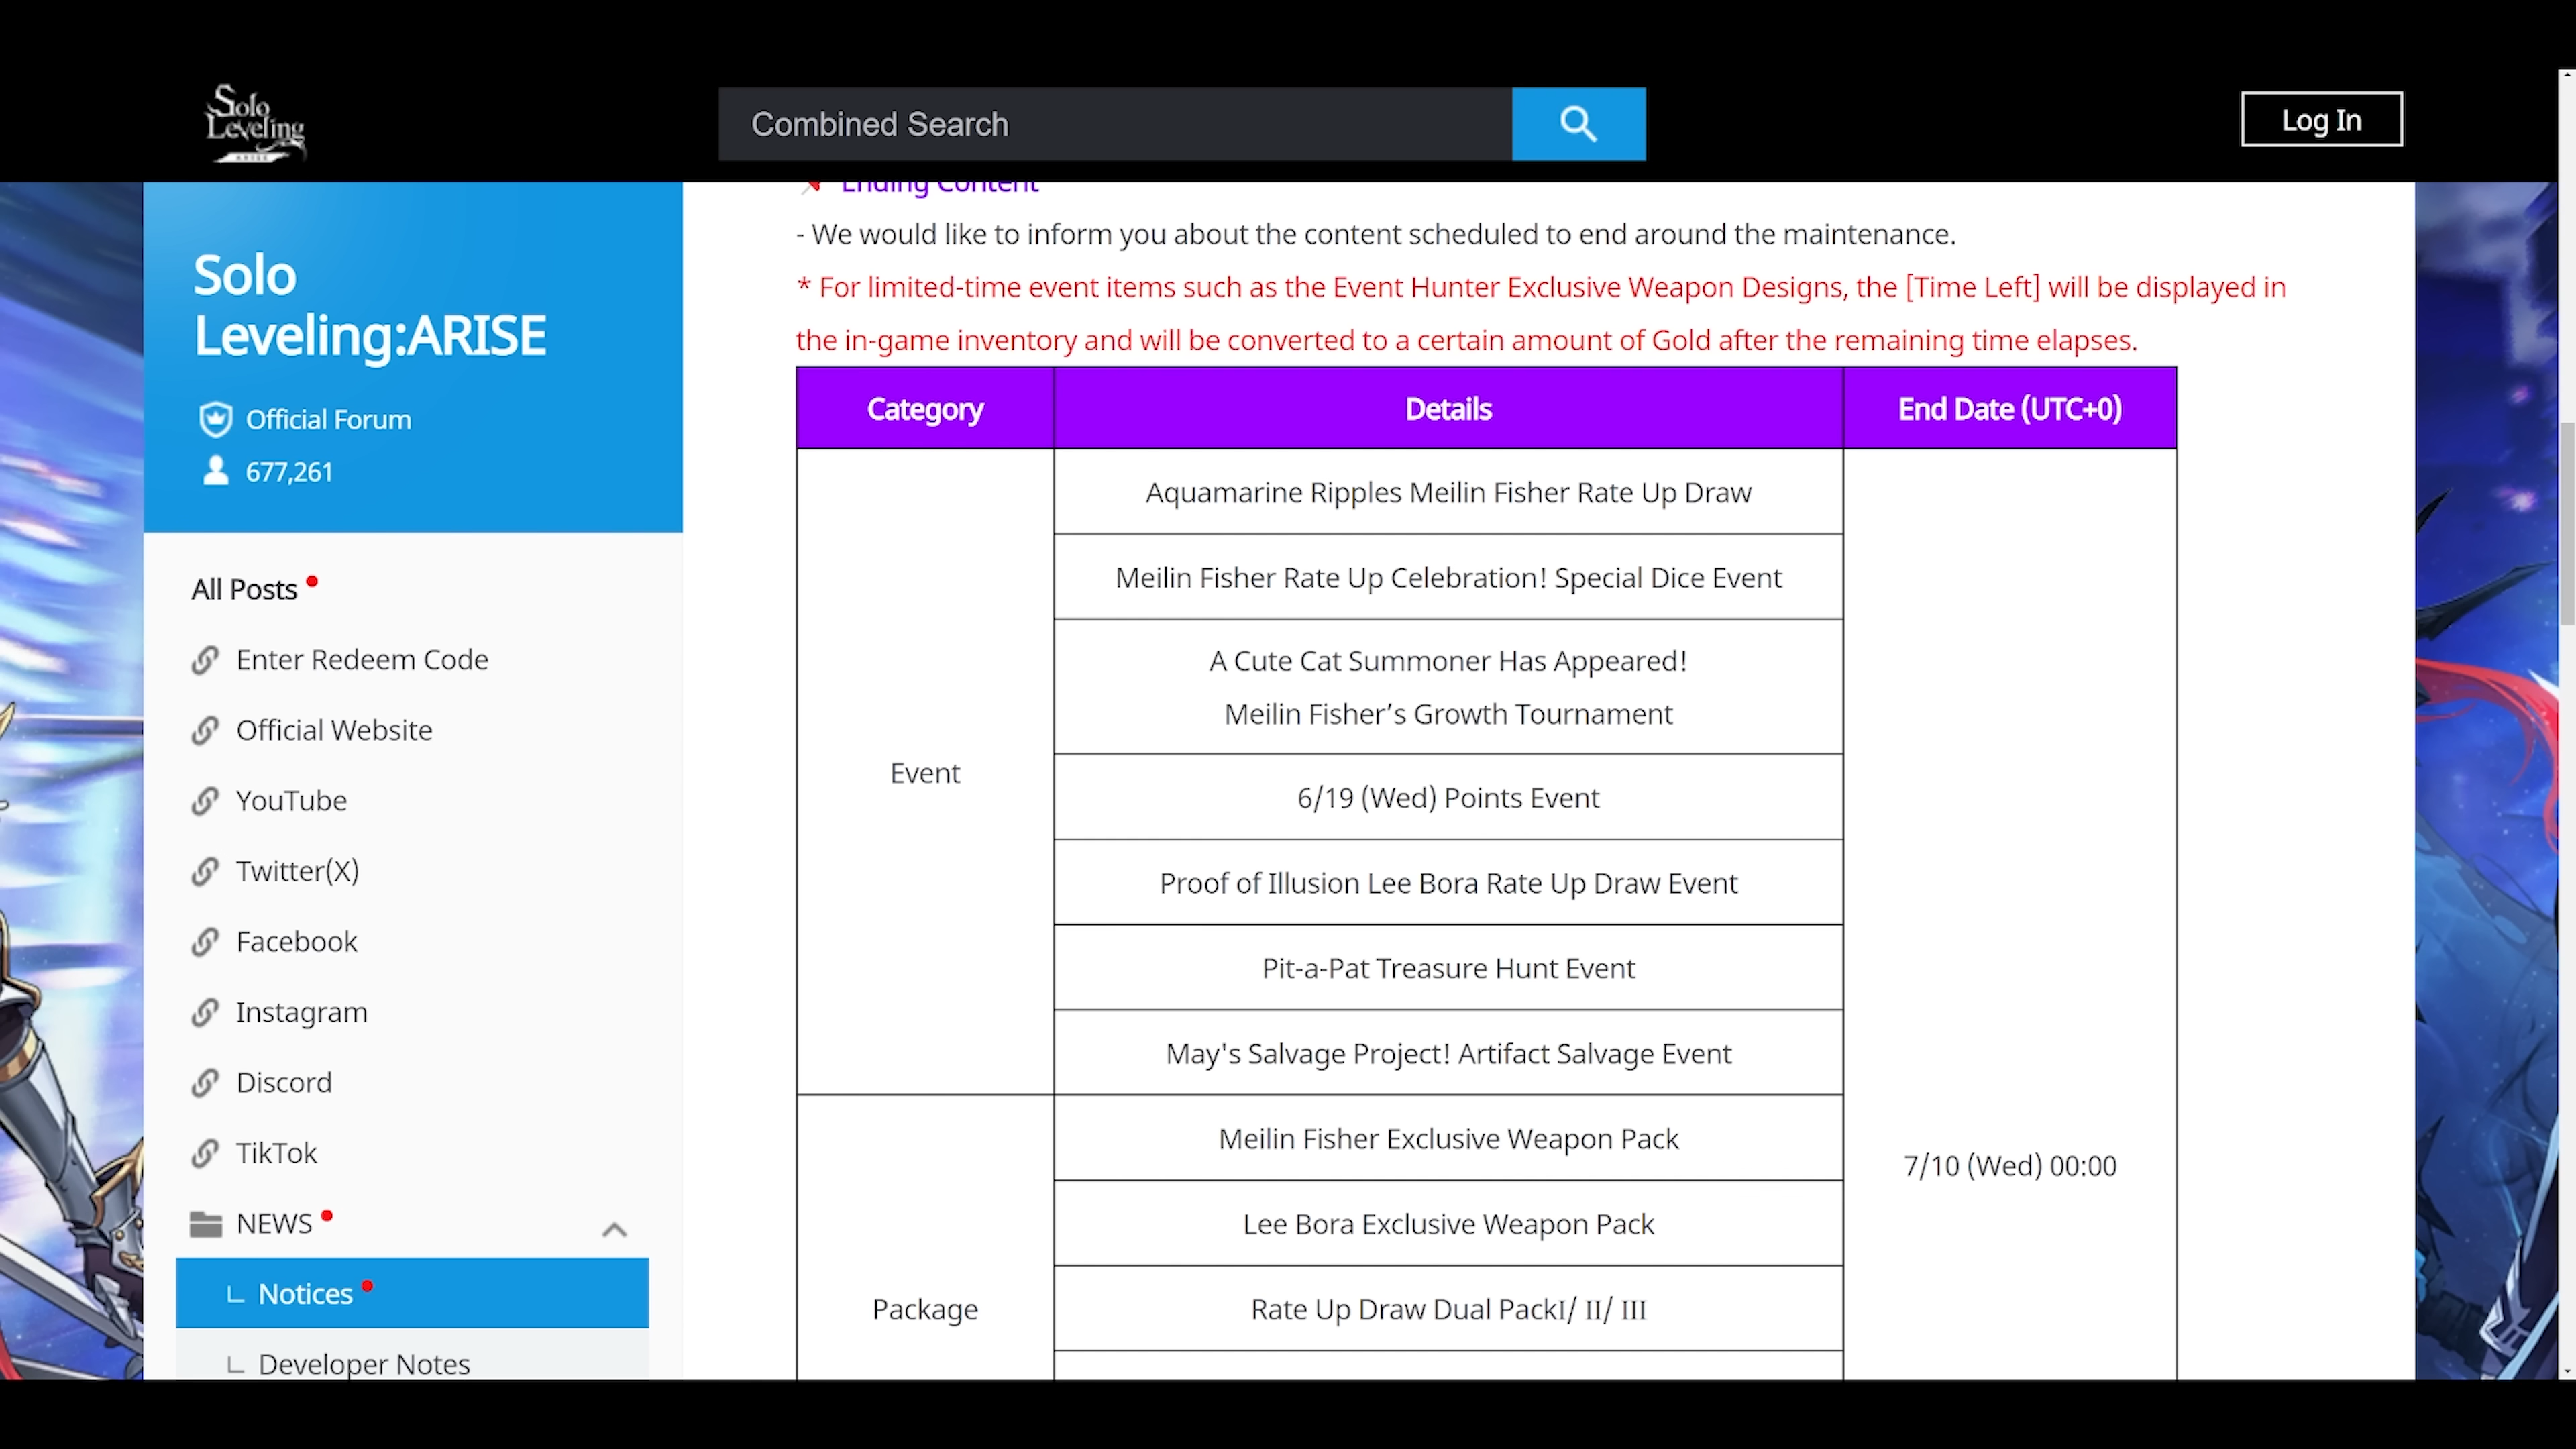 Solo
Leveling
ARISE
Combined Search
Log In
Solo
Leveling:ARISE
Official Forum
677,261
All Posts
Enter Redeem Code
Official Website
YouTube
Twitter(X)
Facebook
Instagram
Discord
TikTok
NEWS
Notices
Developer Notes
Ending Content
- We would like to inform you about the content scheduled to end around the maintenance.
* For limited-time event items such as the Event Hunter Exclusive Weapon Designs, the [Time Left] will be displayed in
the in-game inventory and will be converted to a certain amount of Gold after the remaining time elapses.
Category Details End Date (UTC+0)
Event
Aquamarine Ripples Meilin Fisher Rate Up Draw
Meilin Fisher Rate Up Celebration! Special Dice Event
A Cute Cat Summoner Has Appeared!
Meilin Fisher’s Growth Tournament
6/19 (Wed) Points Event
Proof of Illusion Lee Bora Rate Up Draw Event
Pit-a-Pat Treasure Hunt Event
May's Salvage Project! Artifact Salvage Event
Package
Meilin Fisher Exclusive Weapon Pack
Lee Bora Exclusive Weapon Pack
Rate Up Draw Dual PackⅠ/ Ⅱ/ Ⅲ
7/10 (Wed) 00:00